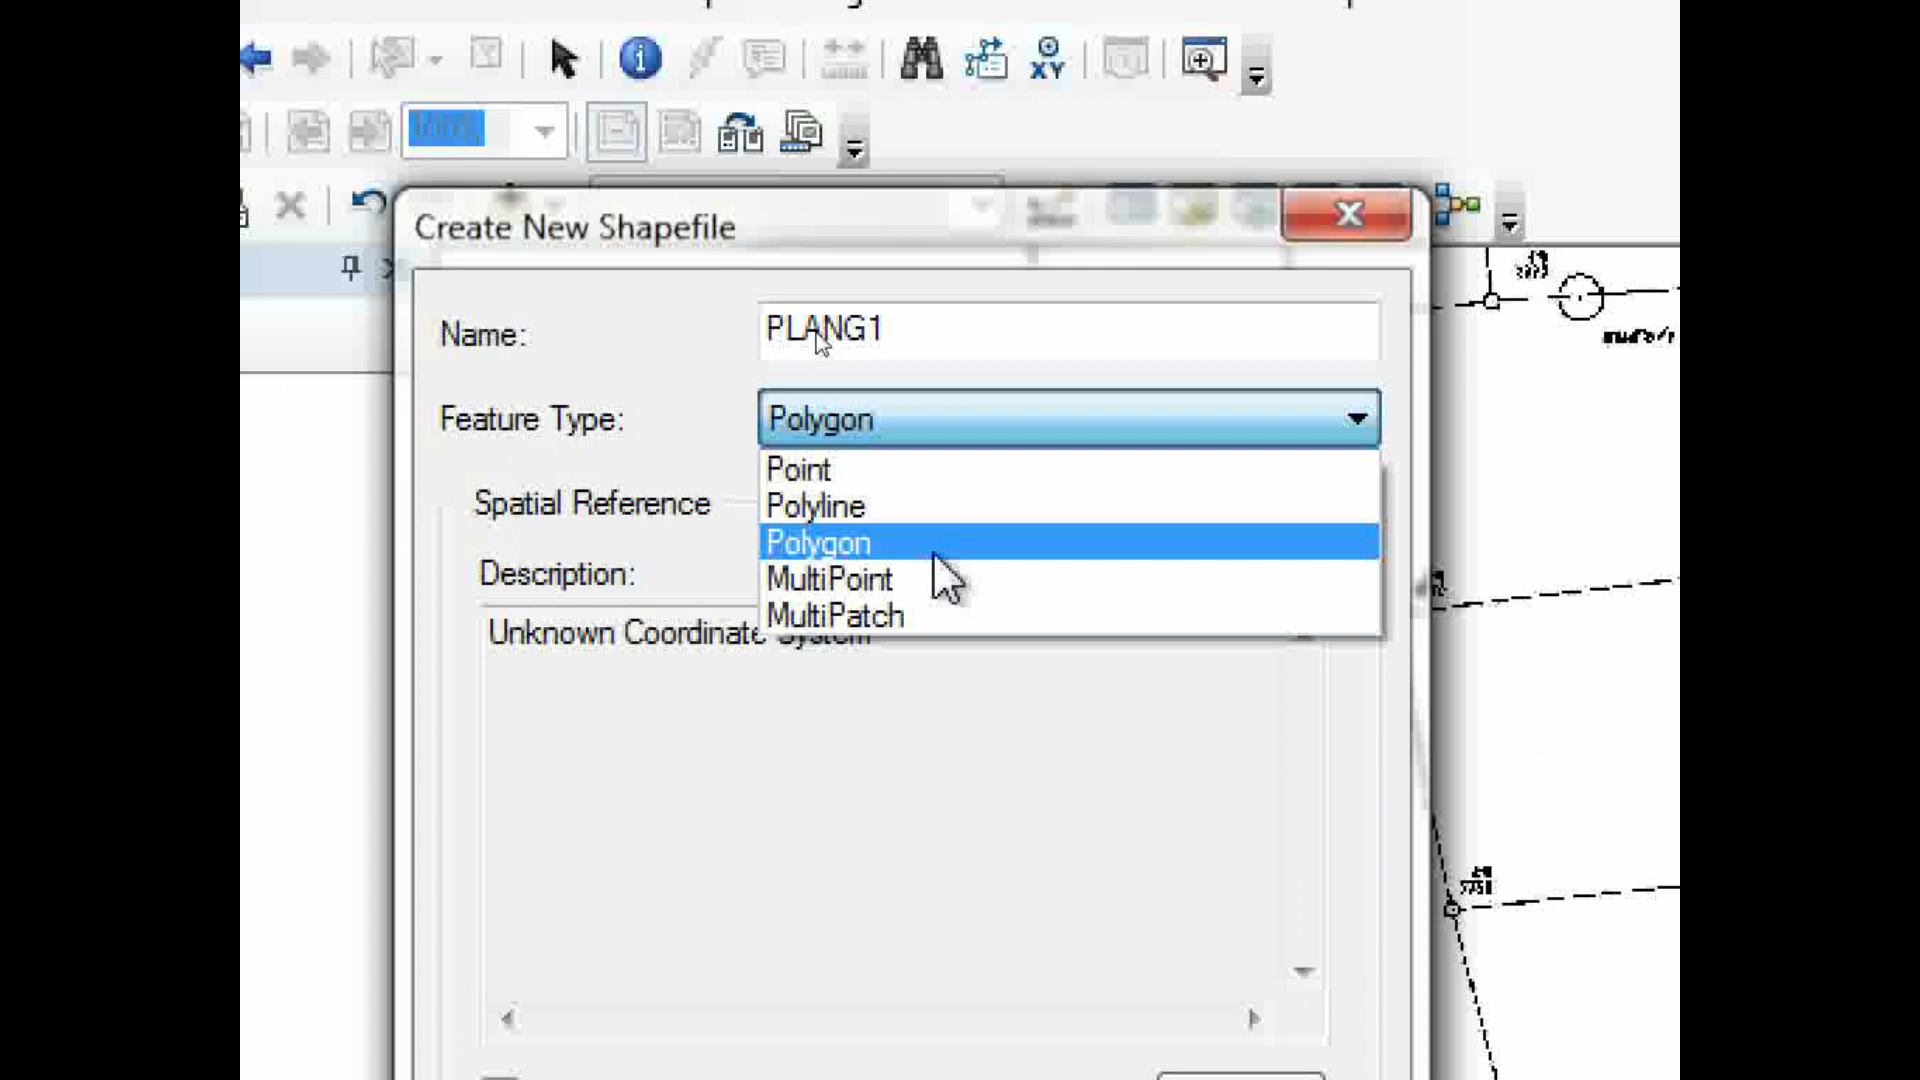 XY
Create New Shapefile
Name: PLANG1
Feature Type: Polygon
Point
Polyline
Polygon
MultiPoint
MultiPatch
Spatial Reference
Description:
Unknown Coordinate System